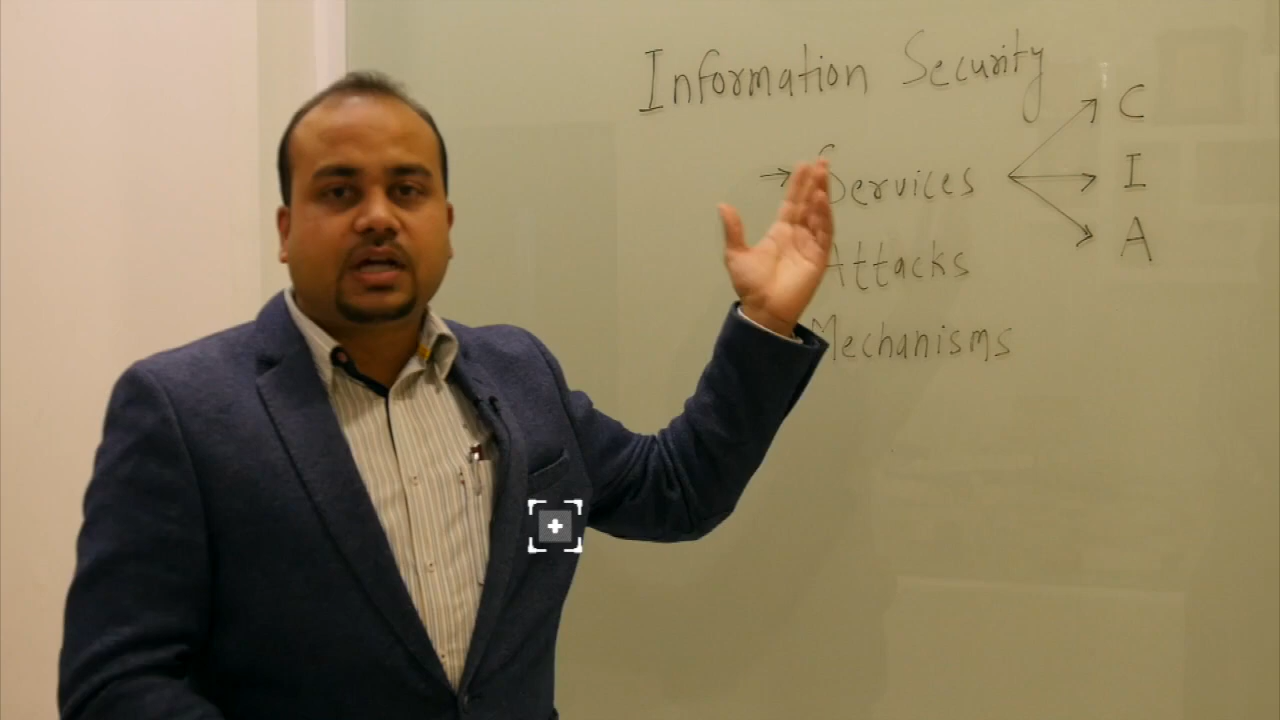 Information Security
→ Services
C
I
A
Attacks
Mechanisms